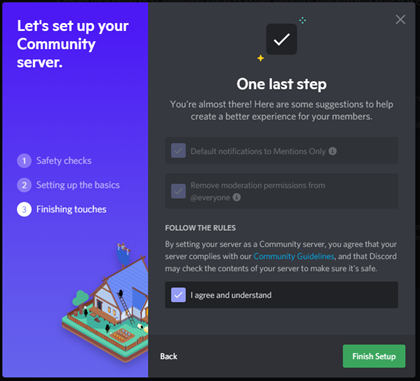 Let's set up your
Community
server.
1 Safety checks
2 Setting up the basics
3 Finishing touches
One last step
You're almost there! Here are some suggestions to help
create a better experience for your members.
Default notifications to Mentions Only
Remove moderation permissions from
@everyone
FOLLOW THE RULES
By setting your server as a Community server, you agree that your
server complies with our Community Guidelines, and that Discord
may check the contents of your server to make sure it's safe.
I agree and understand
Back
Finish Setup